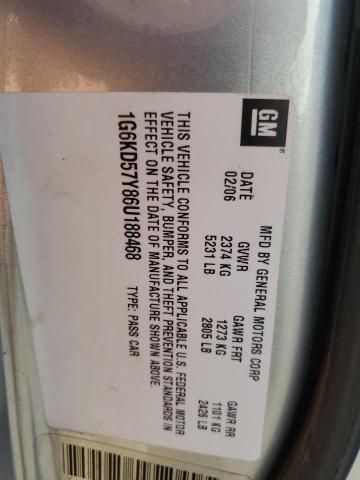 GM
MFD BY GENERAL MOTORS CORP
DATE GVWR GAWR FRT GAWR RR
02/06 2374 KG 1273 KG 1101 KG
5231 LB 2805 LB 2426 LB
THIS VEHICLE CONFORMS TO ALL APPLICABLE U.S. FEDERAL MOTOR
VEHICLE SAFETY, BUMPER, AND THEFT PREVENTION STANDARDS IN
EFFECT ON THE DATE OF MANUFACTURE SHOWN ABOVE.
1G6KD57Y86U188468 TYPE: PASS CAR